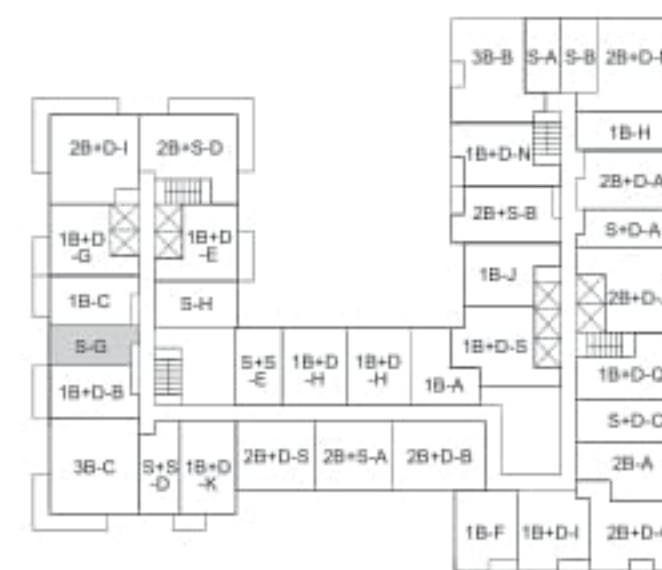 3B-B
S-A
S-B
2B+D-
1B-H
1B+D-N
2B+D-A
2B+S-B
S+D-A
1B-J
2B+D-
1B+D-S
1B+D-Q
S+D-C
2B-A
1B-F
1B+D-I
2B+D-
2B+D-I
2B+S-D
1B+D
-G
1B+D
-E
1B-C
S-H
S-G
1B+D-B
S+S
-E
1B+D
-H
1B+D
-H
1B-A
3B-C
S+S
-D
1B+D
-K
2B+D-S
2B+S-A
2B+D-B